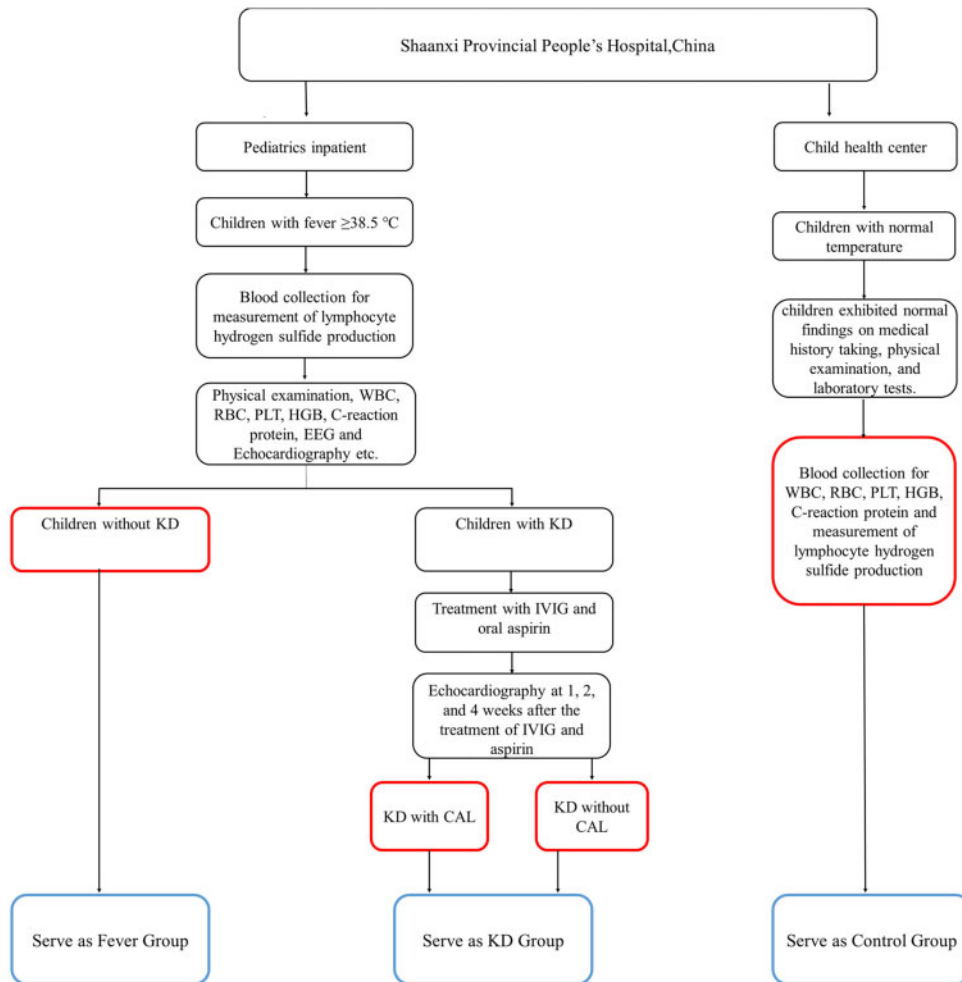 Shaanxi Provincial People's Hospital,China
Pediatrics inpatient
Child health center
Children with fever ≥38.5 °C
Children with normal
temperature
Blood collection for
measurement of lymphocyte
hydrogen sulfide production
children exhibited normal
findings on medical
history taking, physical
examination, and
laboratory tests.
Physical examination, WBC,
RBC, PLT, HGB, C-reaction
protein, EEG and
Echocardiography etc.
Blood collection for
WBC, RBC, PLT, HGB,
C-reaction protein and
measurement of
lymphocyte hydrogen
sulfide production
Children without KD
Children with KD
Treatment with IVIG and
oral aspirin
Echocardiography at 1, 2,
and 4 weeks after the
treatment of IVIG and
aspirin
KD with CAL
KD without
CAL
Serve as Fever Group
Serve as KD Group
Serve as Control Group